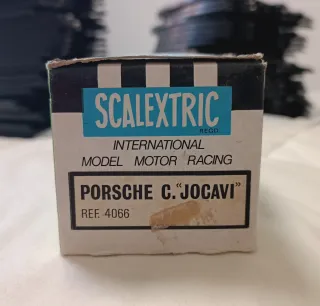 SCALEXTRIC
REGD.
INTERNATIONAL
MODEL MOTOR RACING
PORSCHE C."JOCAVI"
REF. 4066